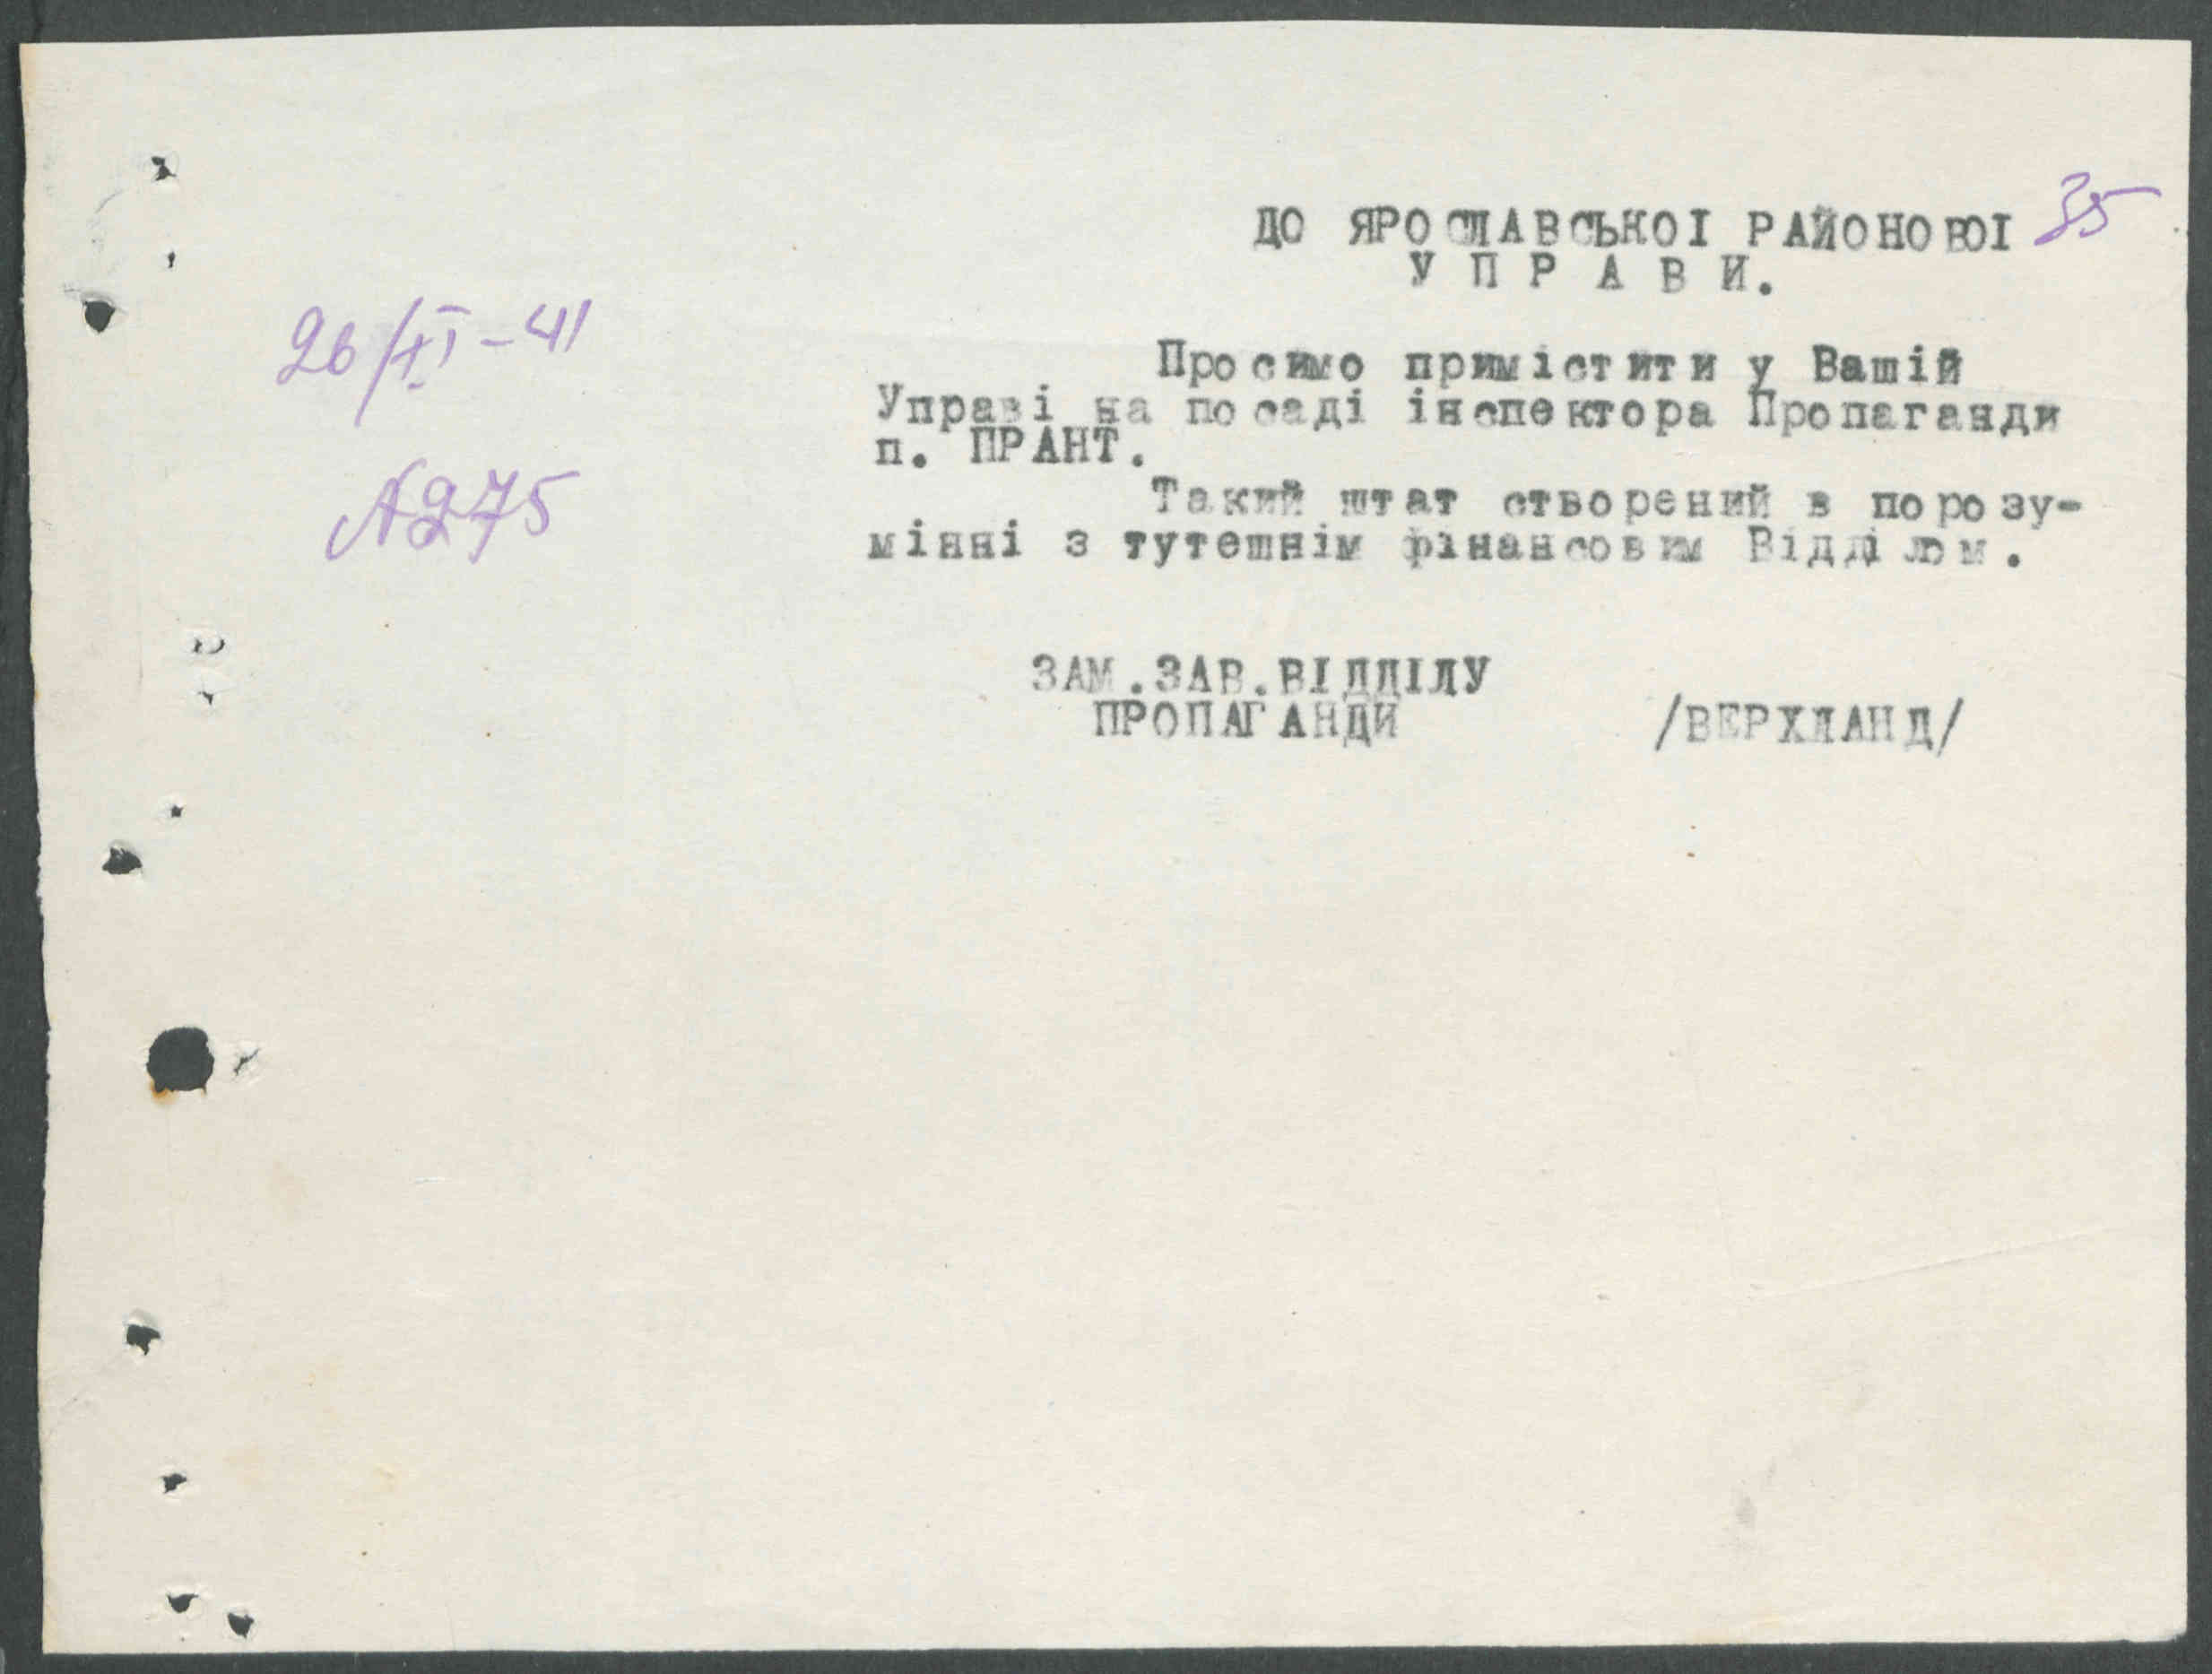 ДО ЯРОСЛАВСЬКОІ РАЙОНОВОІ 35
У П Р А В И.
26/XI-41
Просимо примістити у Вашій
Управі на посаді інспектора Пропаганди
п. ПРАНТ.
№275
Такий штат створений в порозу-
мінні з тутешнім фінансовим Відділом.
ЗАМ.ЗАВ.ВІДДІЛУ
ПРОПАГАНДИ /ВЕРХЛАНД/